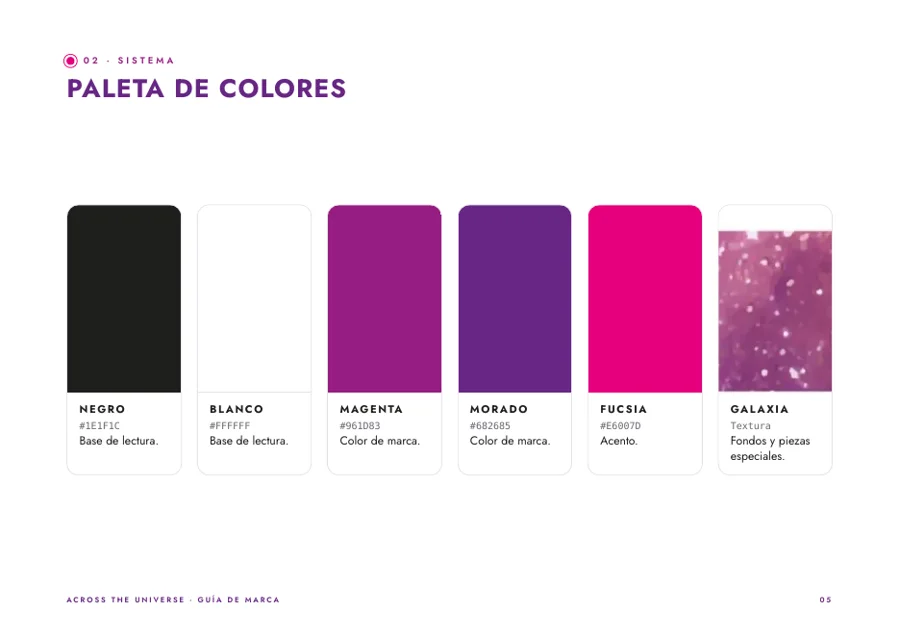 02 · SISTEMA
PALETA DE COLORES
NEGRO
#1E1F1C
Base de lectura.
BLANCO
#FFFFFF
Base de lectura.
MAGENTA
#961D83
Color de marca.
MORADO
#682685
Color de marca.
FUCSIA
#E6007D
Acento.
GALAXIA
Textura
Fondos y piezas
especiales.
ACROSS THE UNIVERSE · GUÍA DE MARCA
05